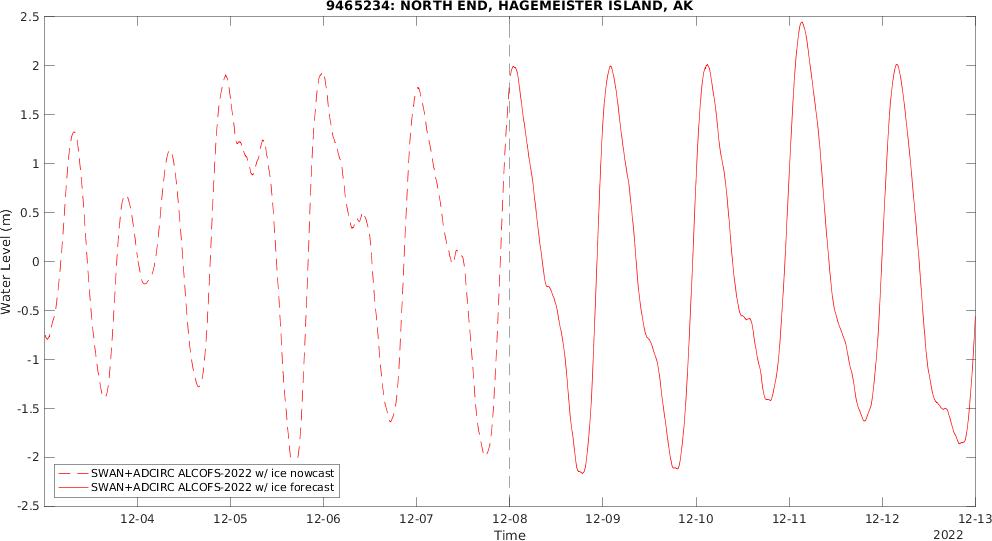 9465234: NORTH END, HAGEMEISTER ISLAND, AK
2.5
2
1.5
1
0.5
0
-0.5
-1
-1.5
-2
-2.5
Water Level (m)
SWAN+ADCIRC ALCOFS-2022 w/ ice nowcast
SWAN+ADCIRC ALCOFS-2022 w/ ice forecast
12-04 12-05 12-06 12-07 12-08 12-09 12-10 12-11 12-12 12-13
Time
2022